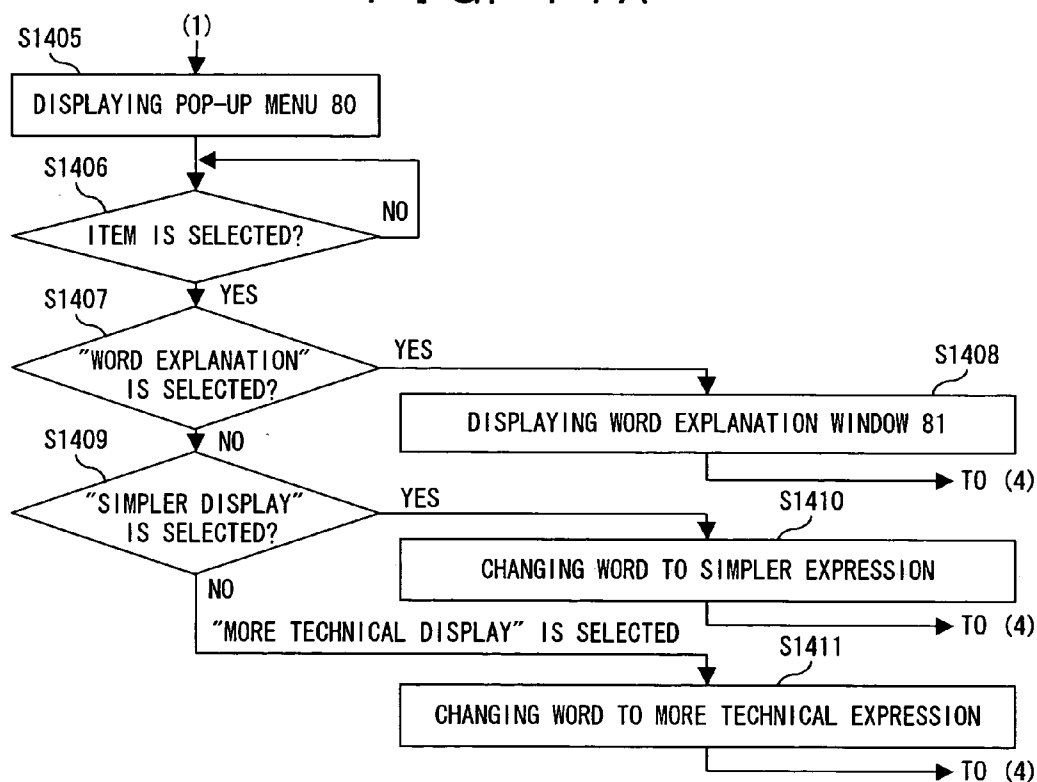 S1405
(1)
DISPLAYING POP-UP MENU 80
S1406
NO
ITEM IS SELECTED?
YES
S1407
"WORD EXPLANATION"
IS SELECTED?
YES
S1408
DISPLAYING WORD EXPLANATION WINDOW 81
NO
S1409
TO (4)
"SIMPLER DISPLAY"
IS SELECTED?
YES
S1410
CHANGING WORD TO SIMPLER EXPRESSION
NO
TO (4)
"MORE TECHNICAL DISPLAY" IS SELECTED
S1411
CHANGING WORD TO MORE TECHNICAL EXPRESSION
TO (4)